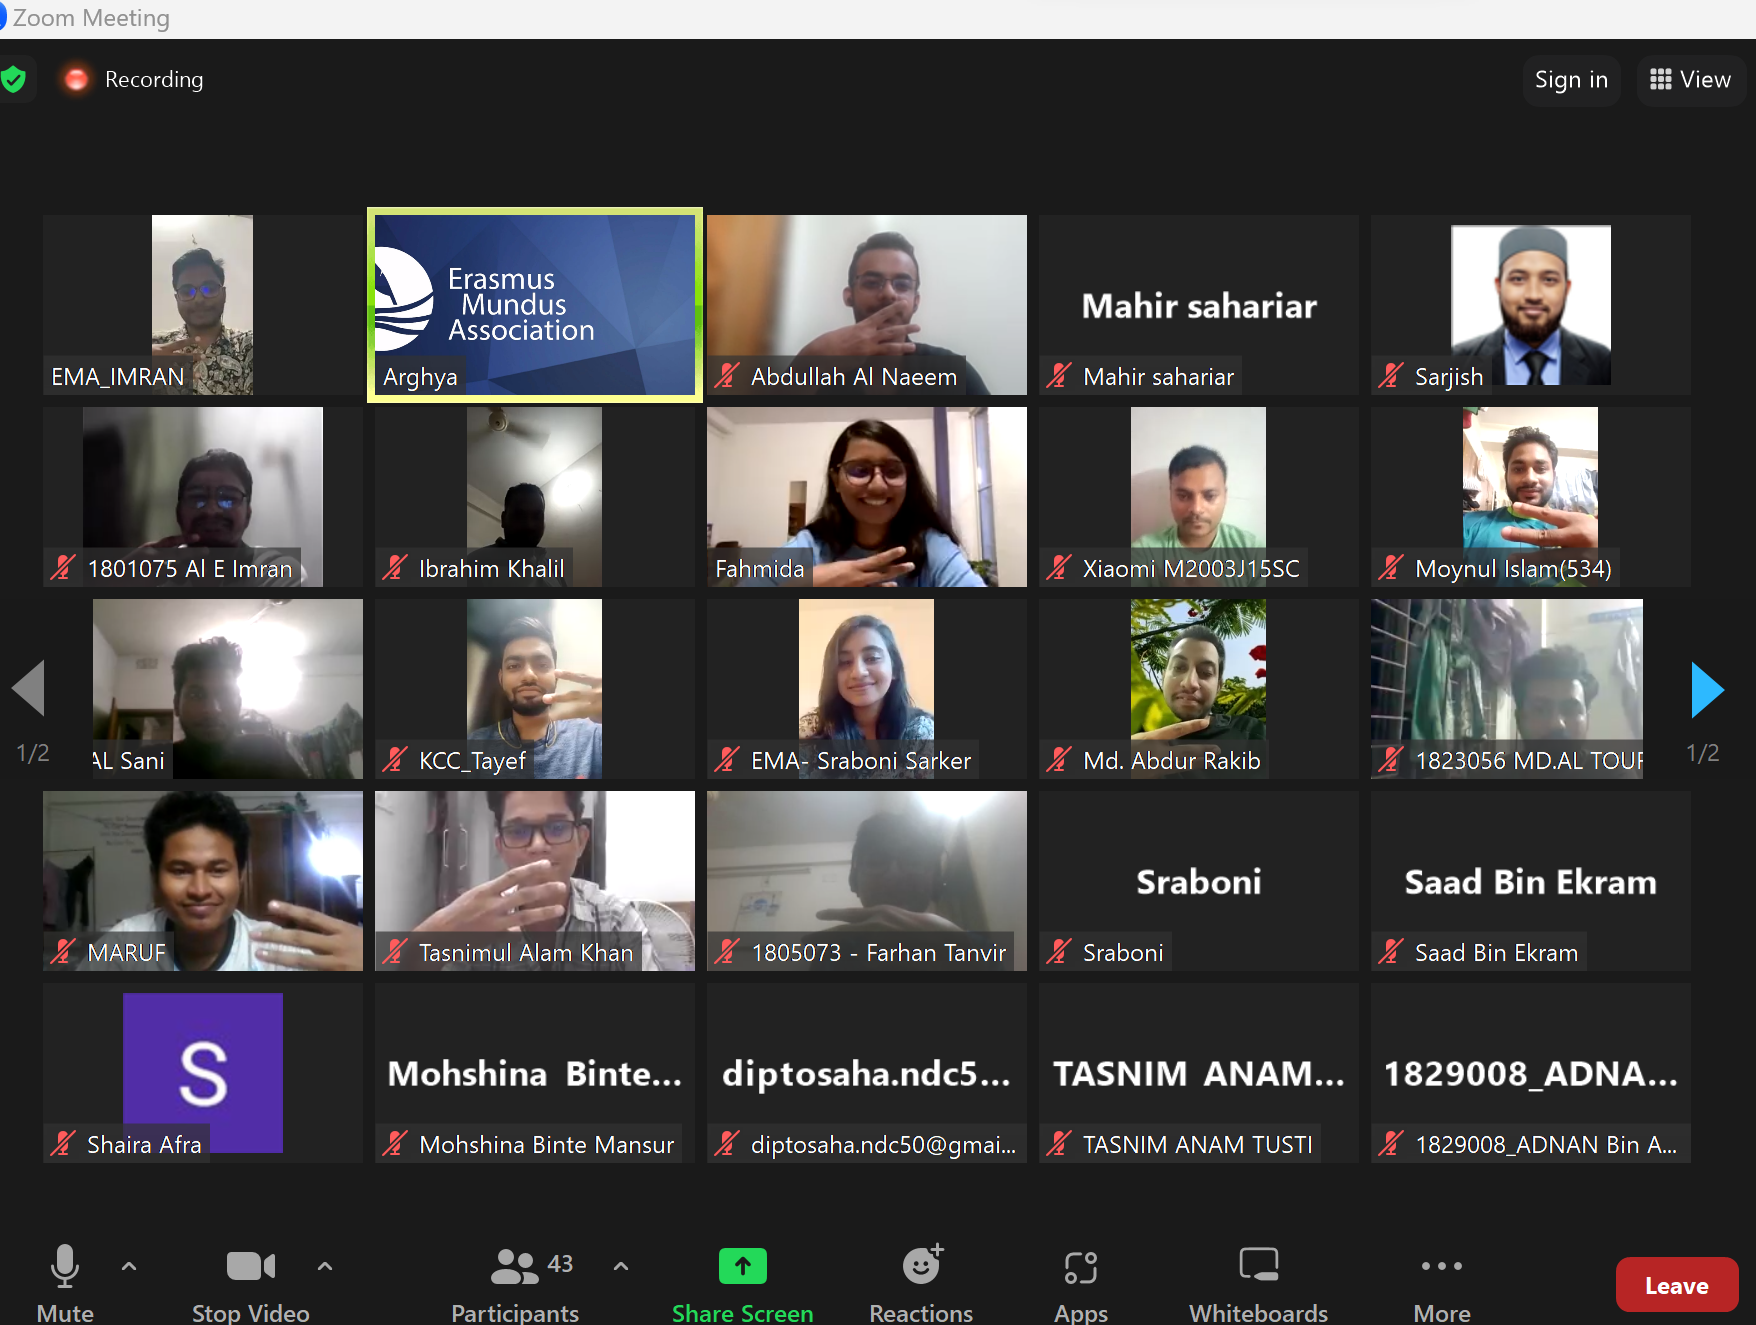 Zoom Meeting
Recording
Sign in
View
EMA_IMRAN
Erasmus
Mundus
Association
Arghya
Abdullah Al Naeem
Mahir sahariar
Mahir sahariar
Sarjish
1801075 Al E Imran
Ibrahim Khalil
Fahmida
Xiaomi M2003J15SC
Moynul Islam(534)
AL Sani
KCC_Tayef
EMA- Sraboni Sarker
Md. Abdur Rakib
1823056 MD.AL TOUF
1/2
1/2
MARUF
Tasnimul Alam Khan
1805073 - Farhan Tanvir
Sraboni
Sraboni
Saad Bin Ekram
Saad Bin Ekram
S
Shaira Afra
Mohshina Binte...
Mohshina Binte Mansur
diptosaha.ndc5...
diptosaha.ndc50@gmai...
TASNIM ANAM...
TASNIM ANAM TUSTI
1829008_ADNA...
1829008_ADNAN Bin A...
Mute
Stop Video
43
Participants
Share Screen
Reactions
Apps
Whiteboards
More
Leave